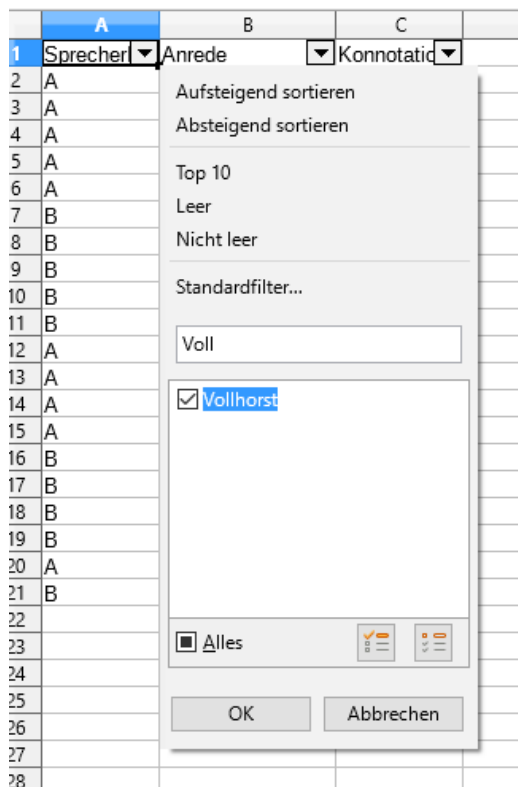 A B C
1 Sprecher Anrede Konnotatic
2 A
3 A
4 A
5 A
6 A
7 B
8 B
9 B
10 B
11 B
12 A
13 A
14 A
15 A
16 B
17 B
18 B
19 B
20 A
21 B
22
23
24
25
26
27
28
Aufsteigend sortieren
Absteigend sortieren
Top 10
Leer
Nicht leer
Standardfilter...
Voll
Vollhorst
Alles
OK Abbrechen